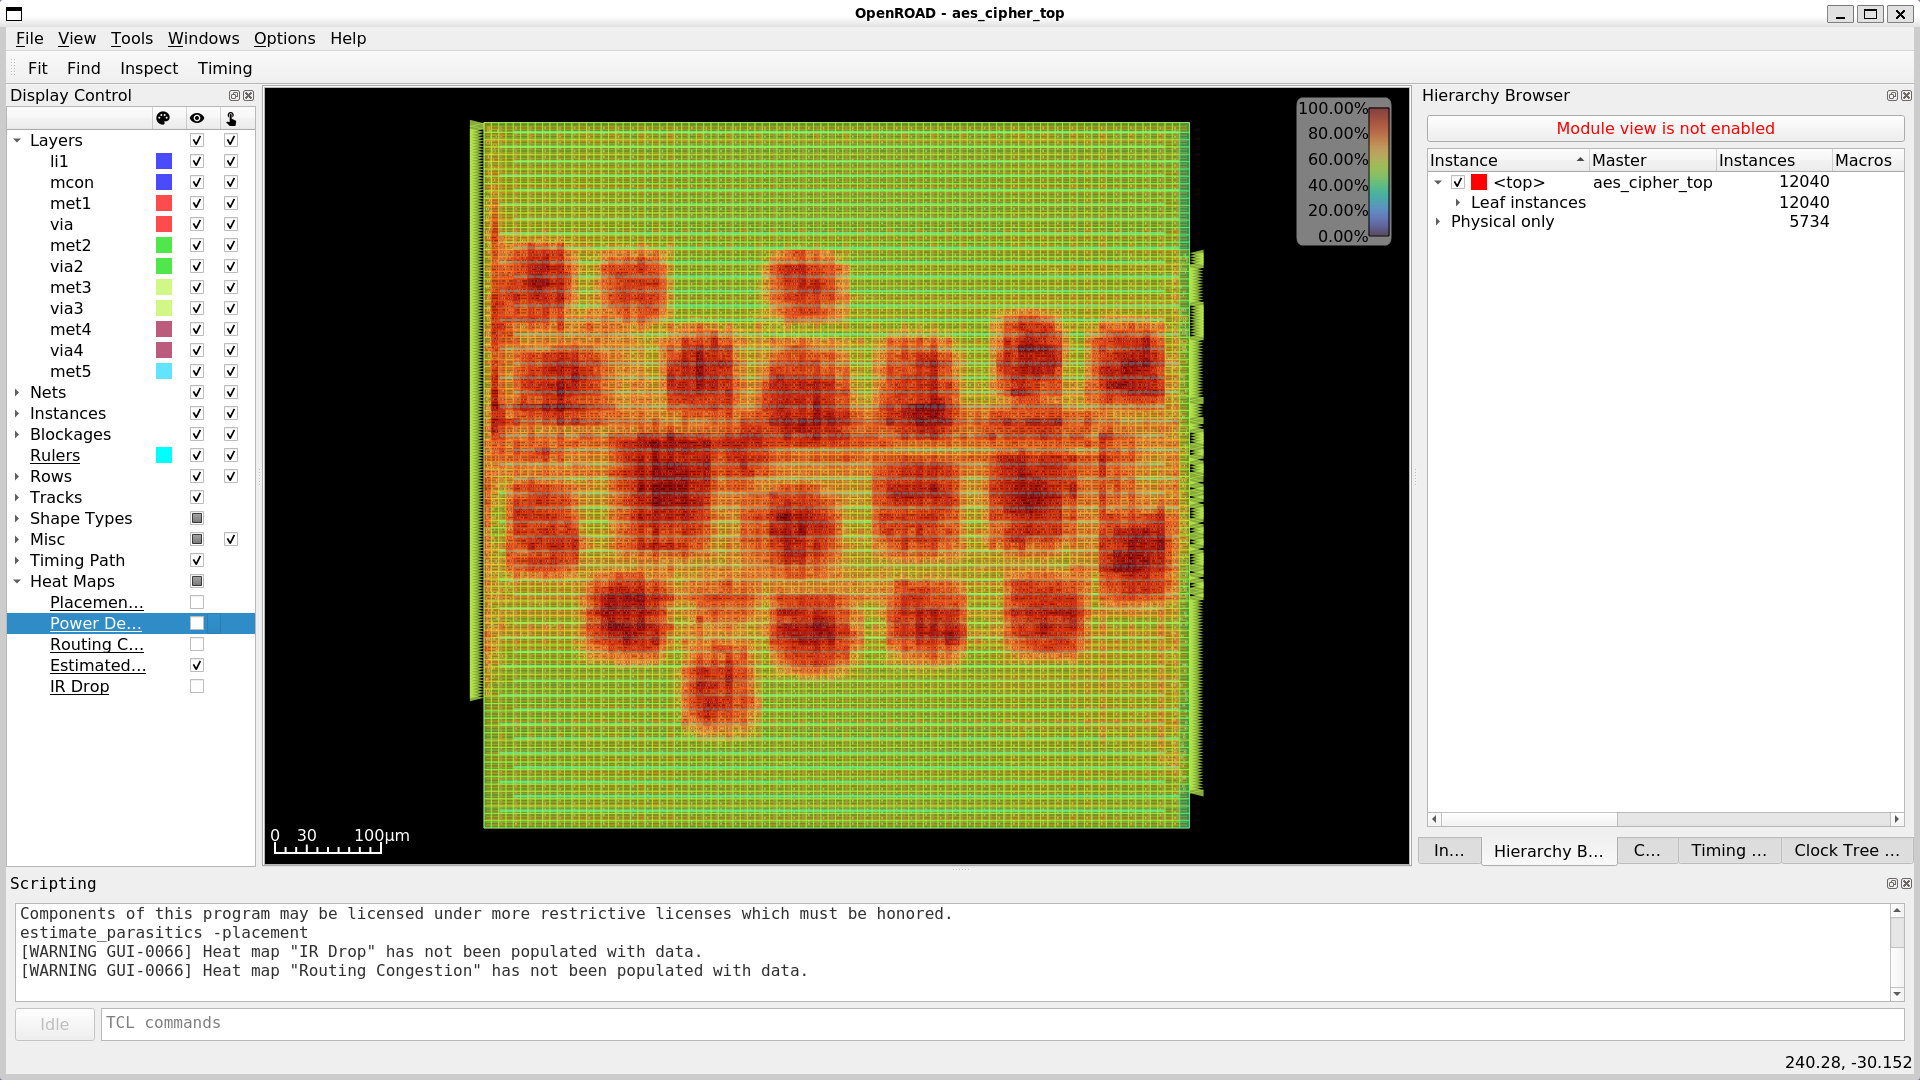 OpenROAD - aes_cipher_top
File View Tools Windows Options Help
Fit Find Inspect Timing
Display Control
Layers
li1
mcon
met1
via
met2
via2
met3
via3
met4
via4
met5
Nets
Instances
Blockages
Rulers
Rows
Tracks
Shape Types
Misc
Timing Path
Heat Maps
Placemen...
Power De...
Routing C...
Estimated...
IR Drop
100.00%
80.00%
60.00%
40.00%
20.00%
0.00%
0 30 100μm
Hierarchy Browser
Module view is not enabled
Instance Master Instances Macros
<top> aes_cipher_top 12040
Leaf instances 12040
Physical only 5734
In... Hierarchy B... C... Timing ... Clock Tree ...
Scripting
Components of this program may be licensed under more restrictive licenses which must be honored.
estimate_parasitics -placement
[WARNING GUI-0066] Heat map "IR Drop" has not been populated with data.
[WARNING GUI-0066] Heat map "Routing Congestion" has not been populated with data.
Idle TCL commands
240.28, -30.152